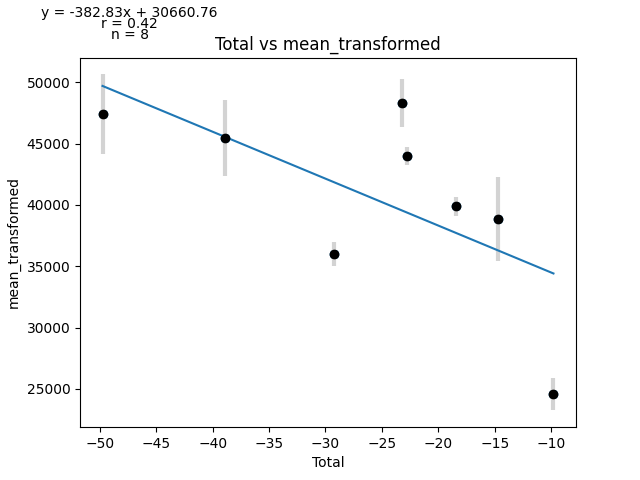 y = -382.83x + 30660.76
r = 0.42
n = 8
Total vs mean_transformed
50000
45000
40000
35000
30000
25000
mean_transformed
−50
−45
−40
−35
−30
−25
−20
−15
−10
Total